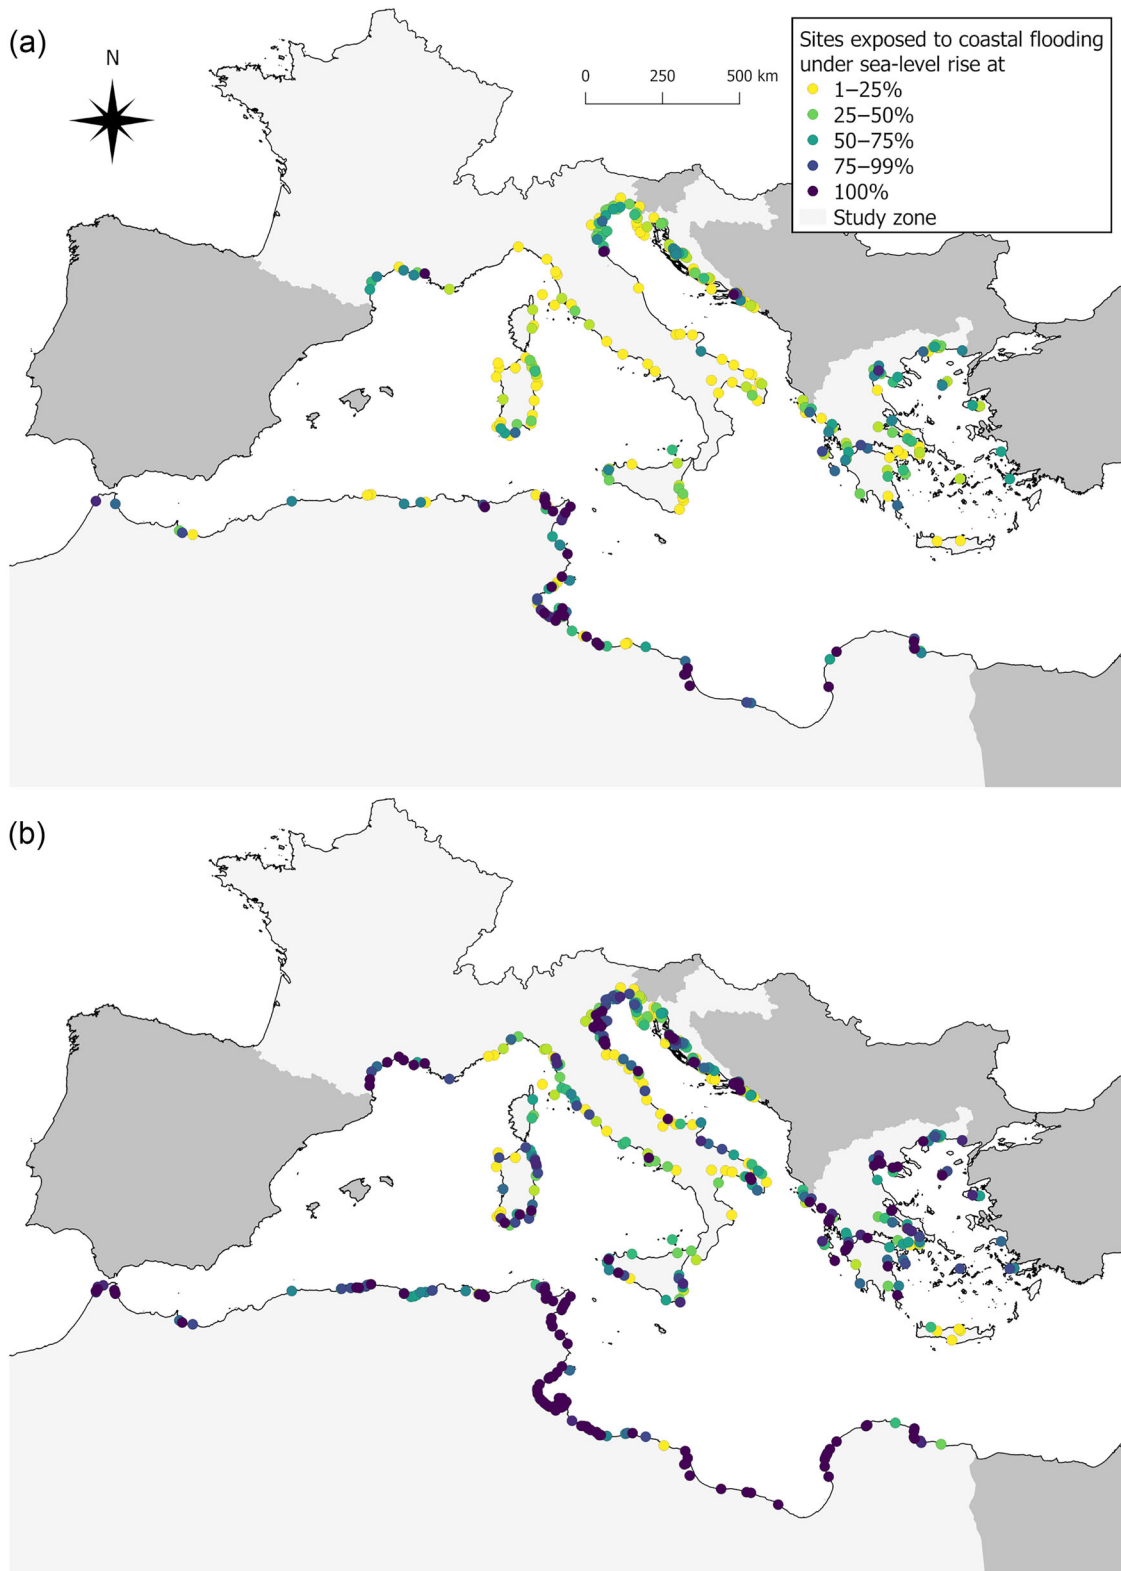 (a)
N
0 250 500 km
Sites exposed to coastal flooding
under sea-level rise at
1–25%
25–50%
50–75%
75–99%
100%
Study zone
(b)